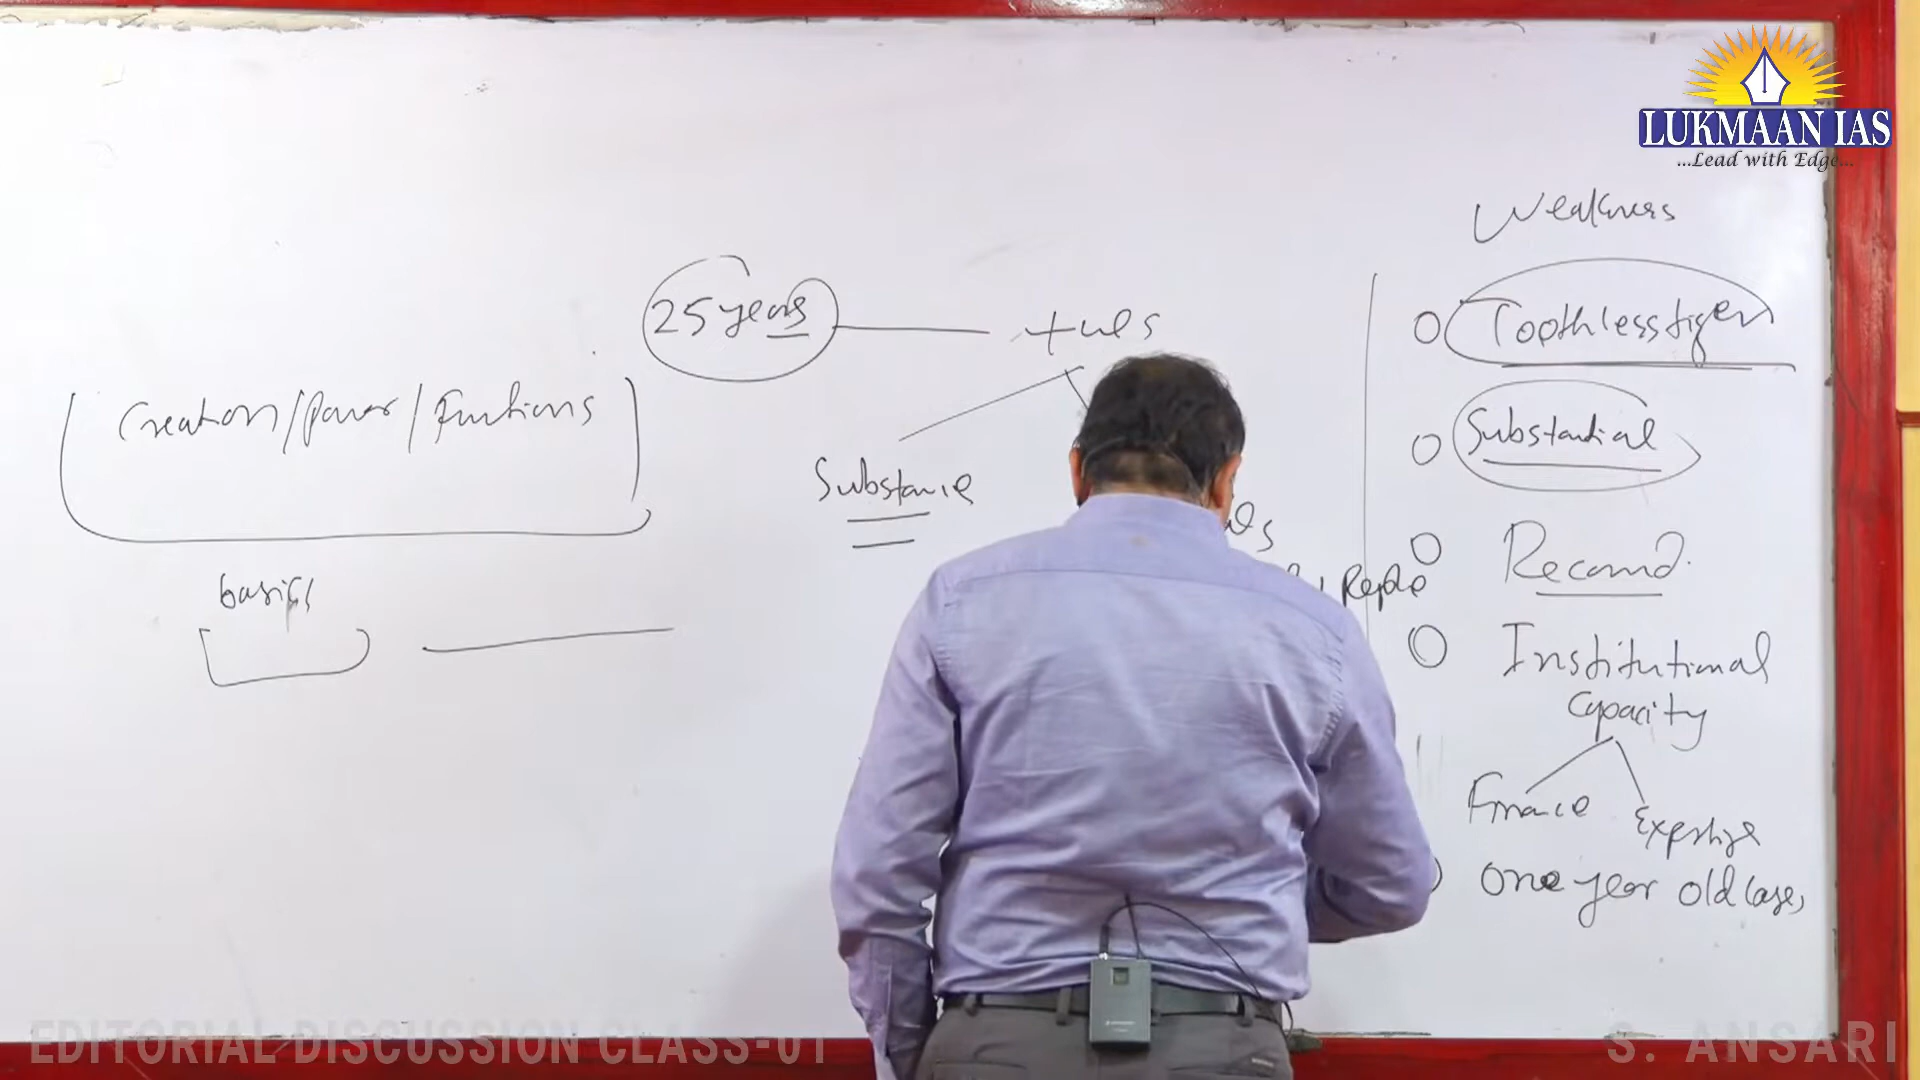 LUKMAAN IAS
...Lead with Edge...
Creation/Power/Functions
basics
25 years
+ves
Substance
Weakness
Toothless tiger
Substantial
Recomd.
Institutional
Capacity
Finance
Expertise
One year old cases
EDITORIAL DISCUSSION CLASS-01
S. ANSARI